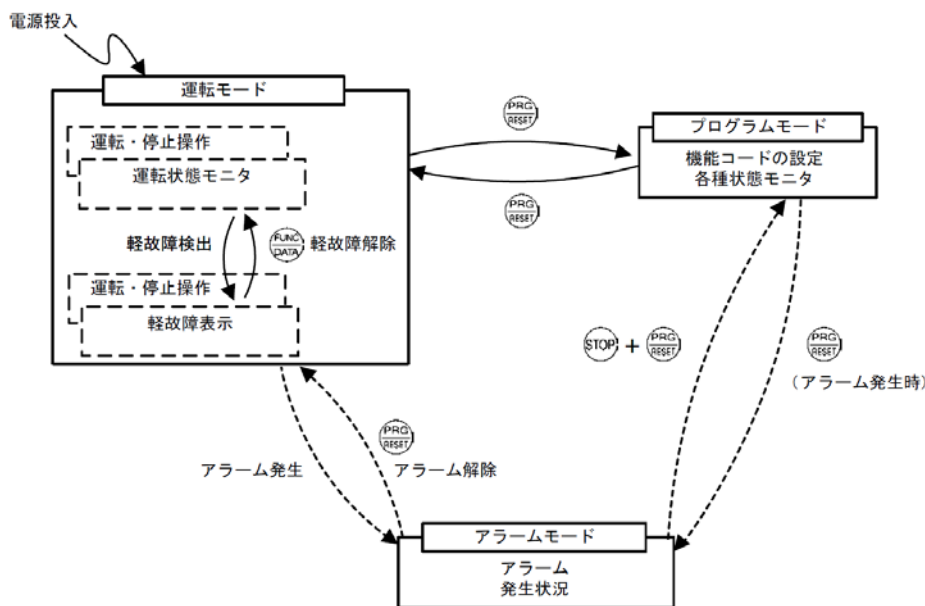 電源投入
運転モード
運転・停止操作
運転状態モニタ
軽故障検出
FUNC
DATA
軽故障解除
運転・停止操作
軽故障表示
PRG
RESET
PRG
RESET
プログラムモード
機能コードの設定
各種状態モニタ
STOP + PRG
RESET
PRG
RESET
(アラーム発生時)
PRG
RESET
アラーム発生
アラーム解除
アラームモード
アラーム
発生状況